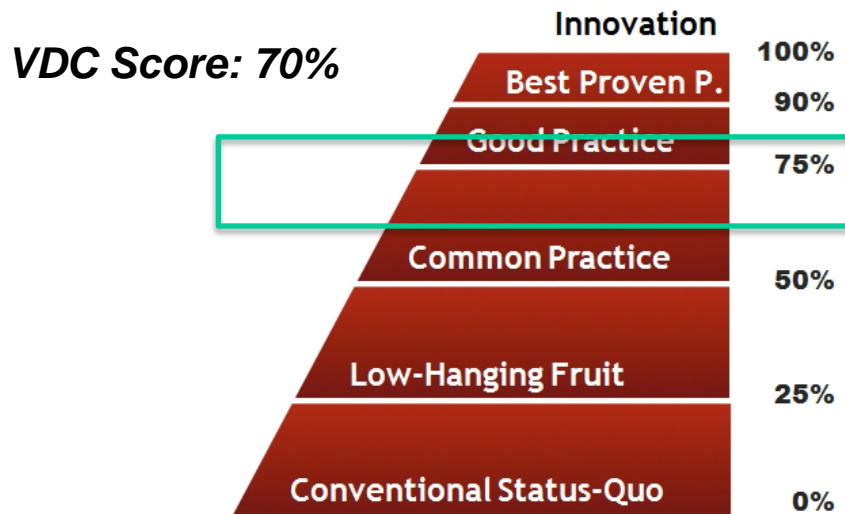 Innovation
VDC Score: 70%
100%
Best Proven P.
90%
Good Practice
75%
Common Practice
50%
Low-Hanging Fruit
25%
Conventional Status-Quo
0%